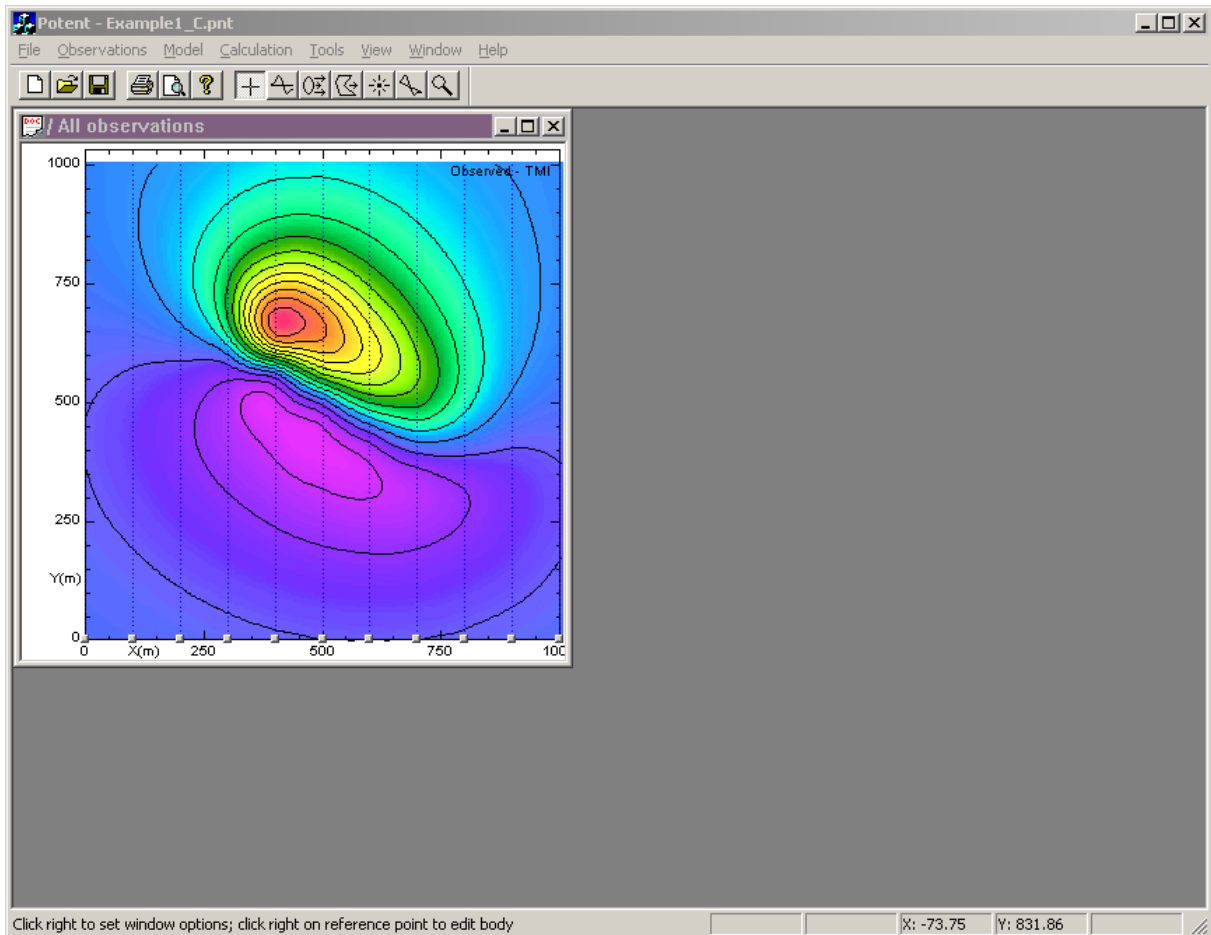 Potent - Example1_C.pnt
File Observations Model Calculation Tools View Window Help
DOC / All observations
Observed - TMI
1000
750
500
250
Y(m)
0
0 X(m) 250 500 750 100
Click right to set window options; click right on reference point to edit body X: -73.75 Y: 831.86